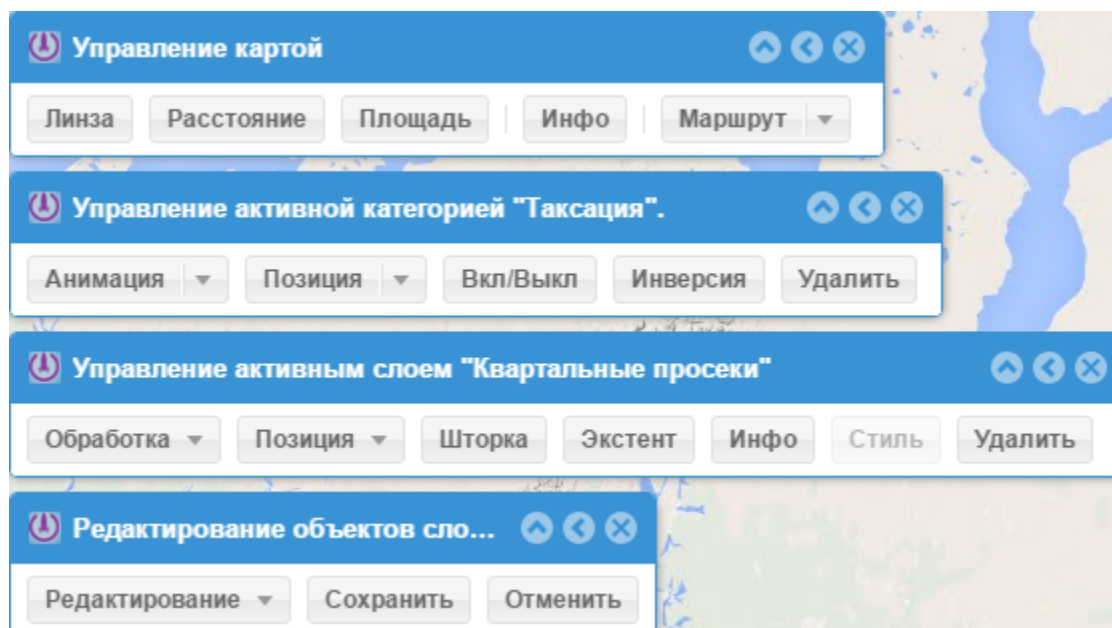 Управление картой
Линза Расстояние Площадь Инфо Маршрут
Управление активной категорией "Таксация".
Анимация Позиция Вкл/Выкл Инверсия Удалить
Управление активным слоем "Квартальные просеки"
Обработка Позиция Шторка Экстент Инфо Стиль Удалить
Редактирование объектов сло...
Редактирование Сохранить Отменить